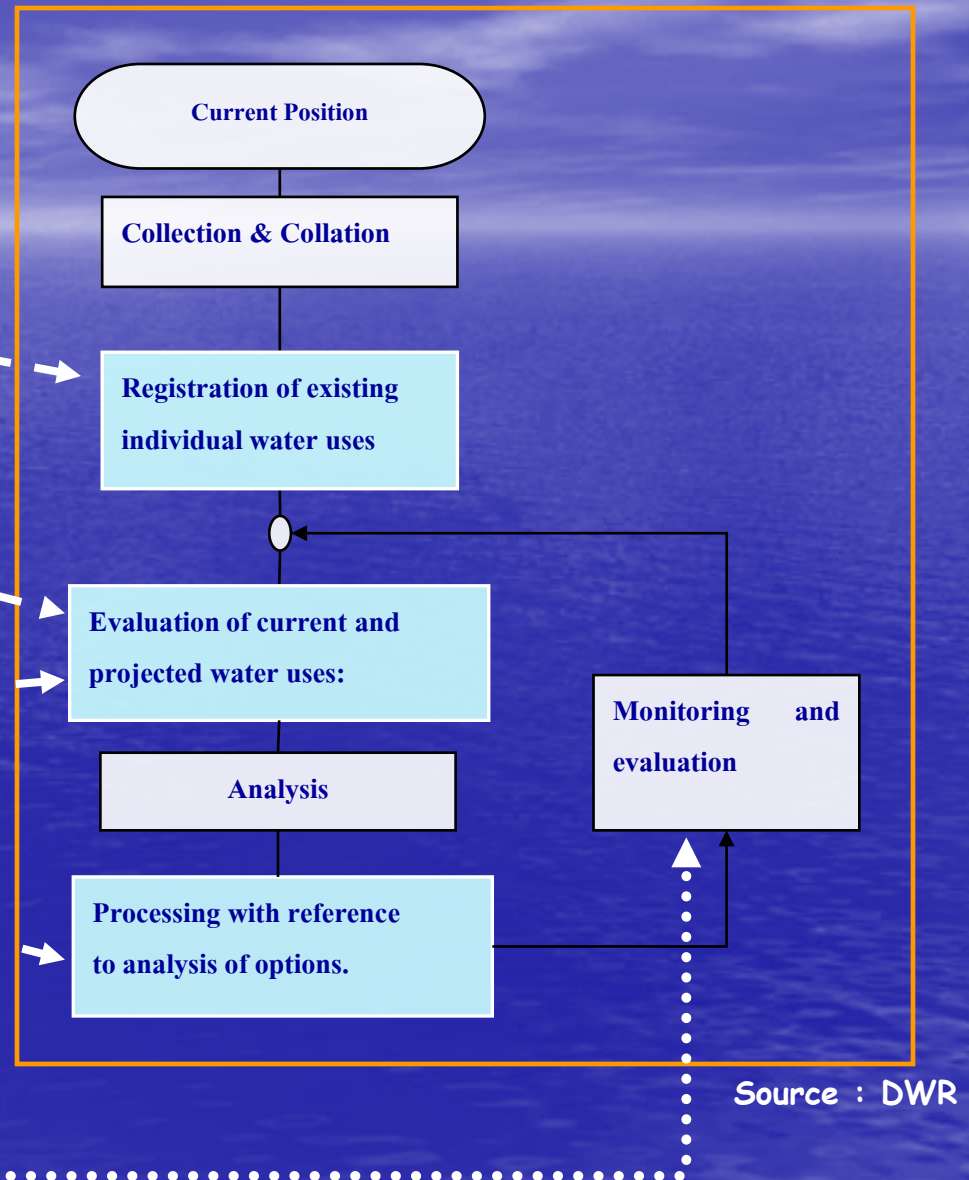 Current Position
Collection & Collation
Registration of existing
individual water uses
Evaluation of current and
projected water uses:
Monitoring and
evaluation
Analysis
Processing with reference
to analysis of options.
Source : DWR